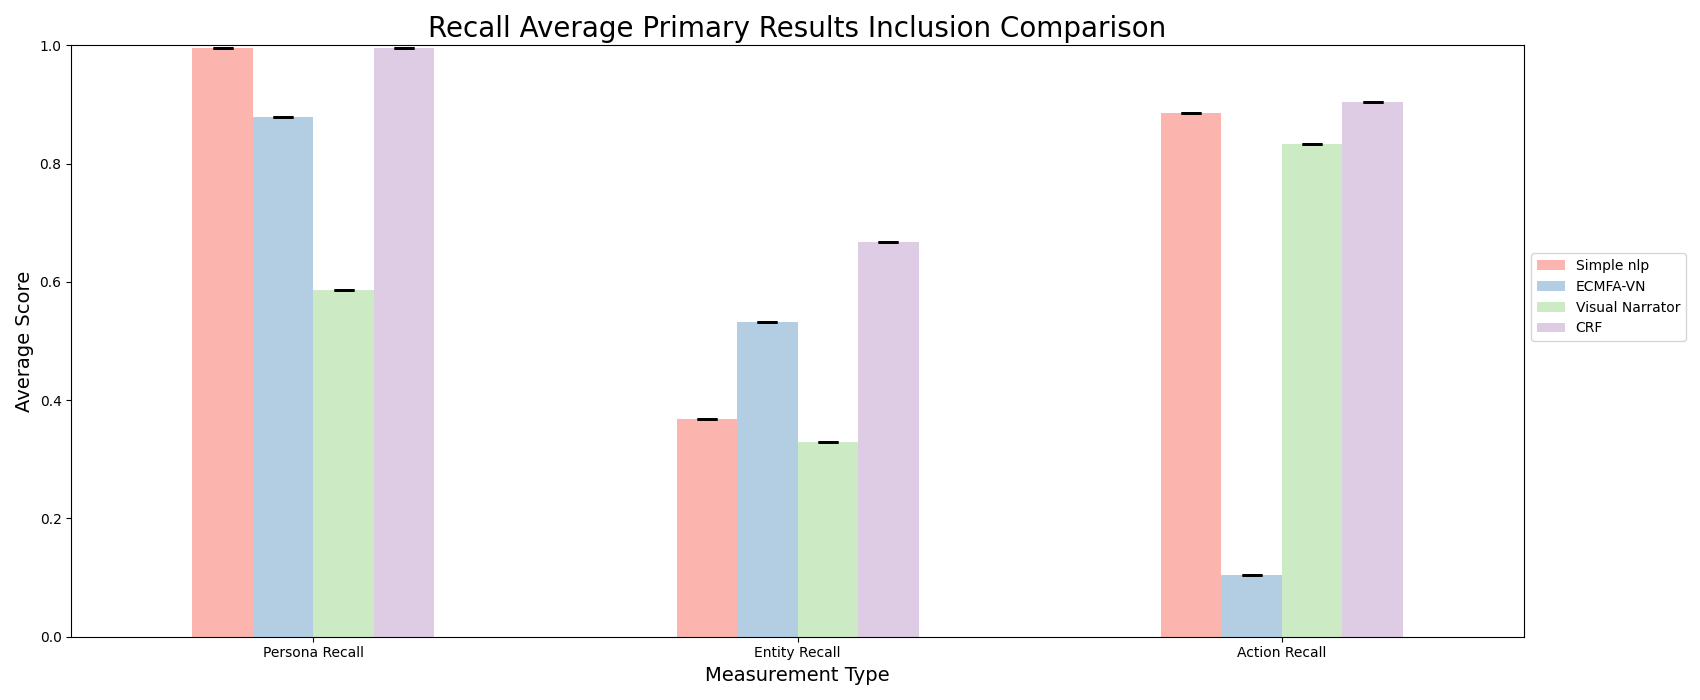 Recall Average Primary Results Inclusion Comparison
1.0
0.8
0.6
0.4
0.2
0.0
Average Score
Persona Recall
Entity Recall
Action Recall
Measurement Type
Simple nlp
ECMFA-VN
Visual Narrator
CRF